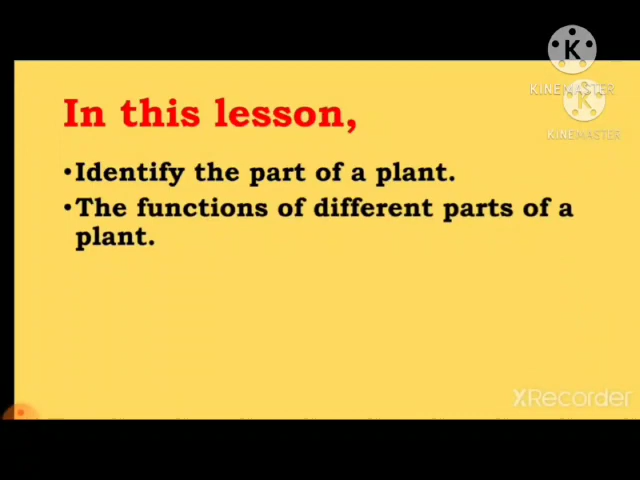 K
KINEMASTER
K
KINEMASTER
In this lesson,
•Identify the part of a plant.
•The functions of different parts of a
plant.
XRecorder